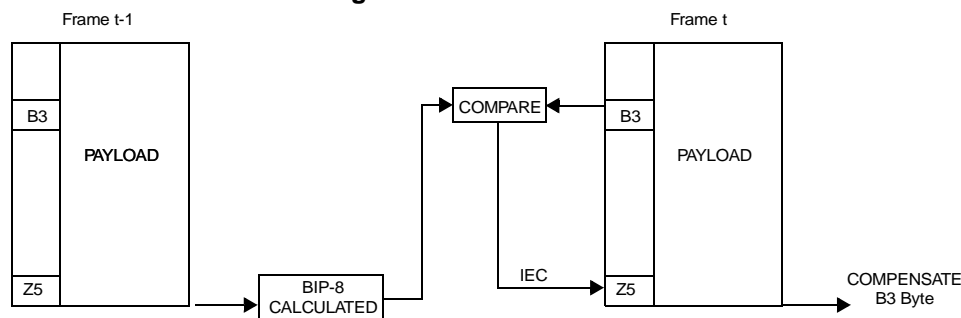 Frame t-1
Frame t
B3
PAYLOAD
COMPARE
B3
PAYLOAD
Z5
BIP-8
CALCULATED
IEC
Z5
COMPENSATE
B3 Byte